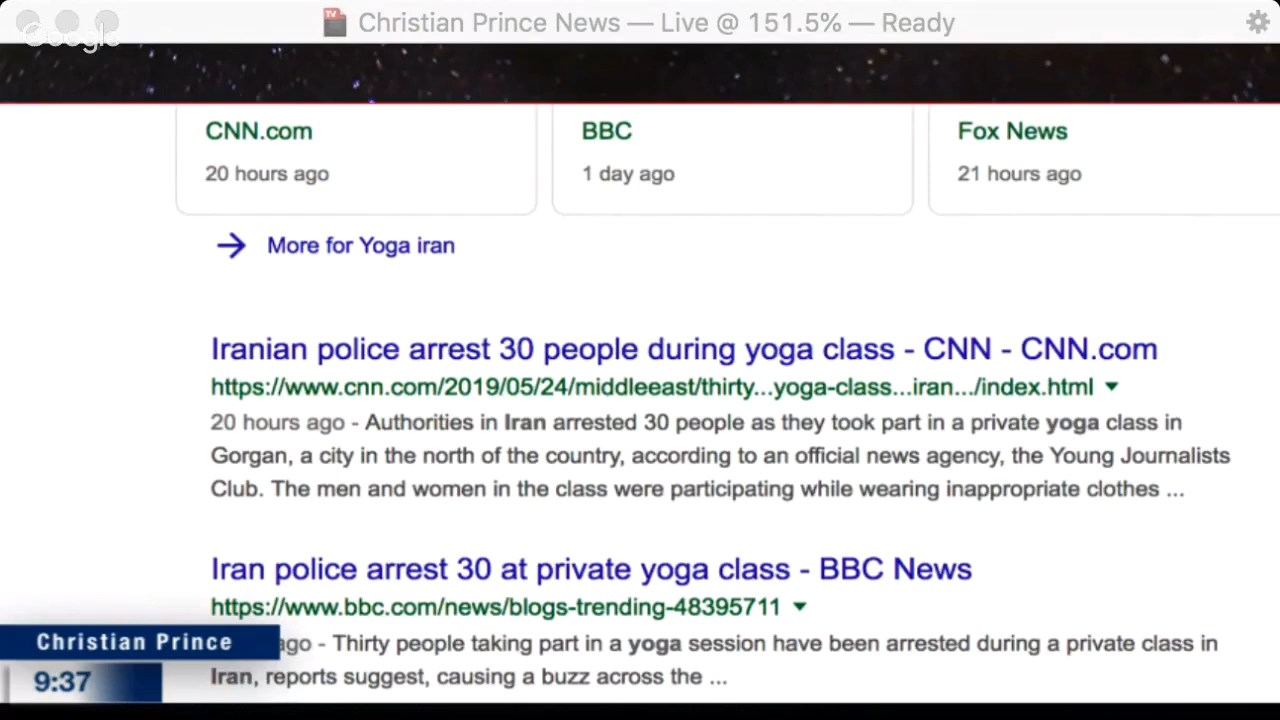 Christian Prince News — Live @ 151.5% — Ready
Google
CNN.com
BBC
Fox News
20 hours ago
1 day ago
21 hours ago
More for Yoga iran
Iranian police arrest 30 people during yoga class - CNN - CNN.com
https://www.cnn.com/2019/05/24/middleeast/thirty...yoga-class...iran.../index.html
20 hours ago - Authorities in Iran arrested 30 people as they took part in a private yoga class in
Gorgan, a city in the north of the country, according to an official news agency, the Young Journalists
Club. The men and women in the class were participating while wearing inappropriate clothes ...
Iran police arrest 30 at private yoga class - BBC News
https://www.bbc.com/news/blogs-trending-48395711
ago - Thirty people taking part in a yoga session have been arrested during a private class in
Iran, reports suggest, causing a buzz across the ...
Christian Prince
9:37